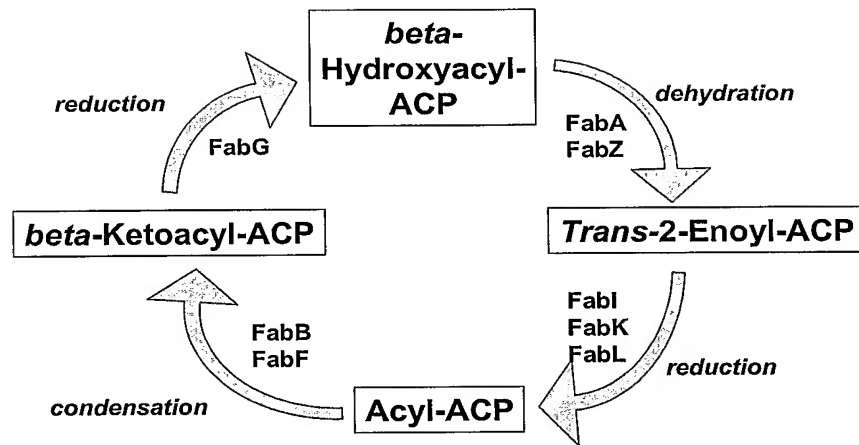 beta-
Hydroxyacyl-
ACP
reduction
dehydration
FabG
FabA
FabZ
beta-Ketoacyl-ACP
Trans-2-Enoyl-ACP
FabB
FabF
FabI
FabK
FabL
reduction
condensation
Acyl-ACP